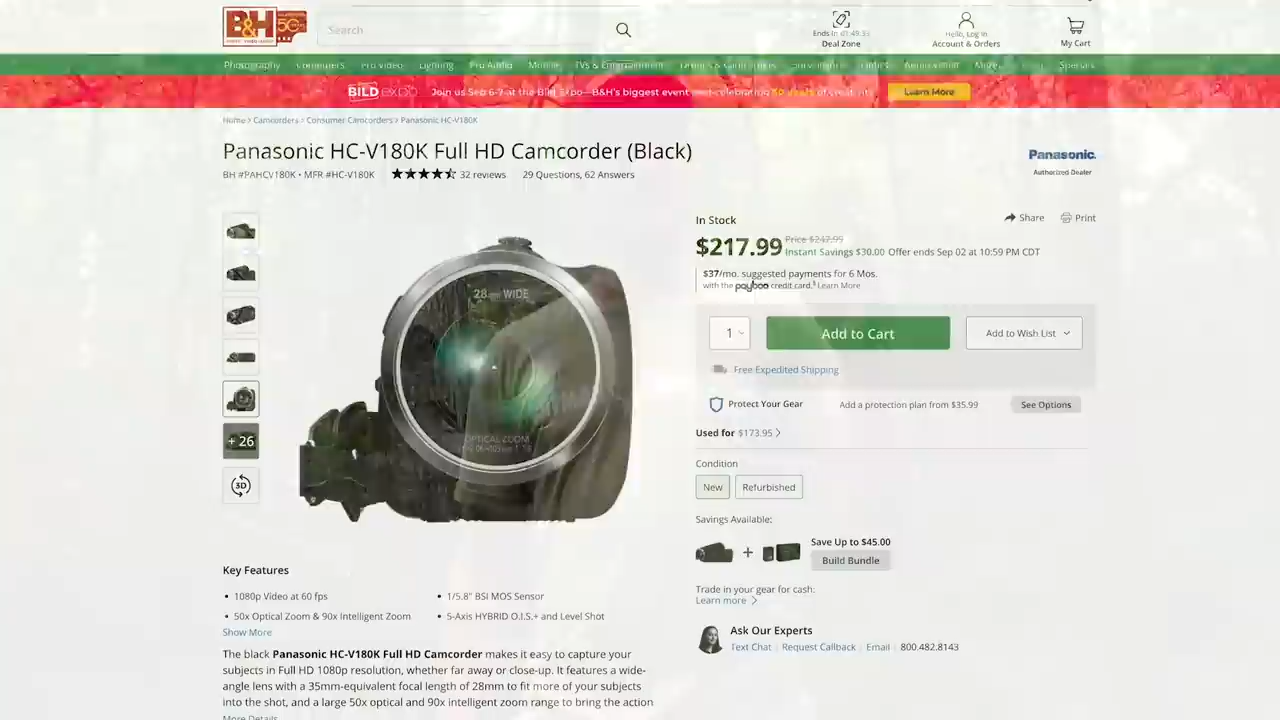 B&H 50 YEARS
Search
Ends In 01:49:33
Deal Zone
Hello, Log In
Account & Orders
My Cart
Photography Computers Pro Video Lighting Pro Audio Mobile TVs & Entertainment Specials
BILD EXPO Join us Sep 6-7 at the Bild Expo—B&H's biggest event Learn More
Home > Camcorders > Consumer Camcorders > Panasonic HC-V180K
Panasonic HC-V180K Full HD Camcorder (Black)
Panasonic
Authorized Dealer
BH #PAHCV180K • MFR #HC-V180K 32 reviews 29 Questions, 62 Answers
In Stock
Share Print
$217.99 Price $247.99
Instant Savings $30.00 Offer ends Sep 02 at 10:59 PM CDT
$37/mo. suggested payments for 6 Mos.
with the payboo credit card.§ Learn More
28mm WIDE
OPTICAL ZOOM
1 Add to Cart Add to Wish List
Free Expedited Shipping
Protect Your Gear Add a protection plan from $35.99 See Options
Used for $173.95 >
+ 26
3D
Condition
New Refurbished
Savings Available:
+ Save Up to $45.00
Build Bundle
Trade in your gear for cash:
Learn more >
Ask Our Experts
Text Chat | Request Callback | Email | 800.482.8143
Key Features
• 1080p Video at 60 fps
• 1/5.8" BSI MOS Sensor
• 50x Optical Zoom & 90x Intelligent Zoom
• 5-Axis HYBRID O.I.S.+ and Level Shot
Show More
The black Panasonic HC-V180K Full HD Camcorder makes it easy to capture your
subjects in Full HD 1080p resolution, whether far away or close-up. It features a wide-
angle lens with a 35mm-equivalent focal length of 28mm to fit more of your subjects
into the shot, and a large 50x optical and 90x intelligent zoom range to bring the action
More Details